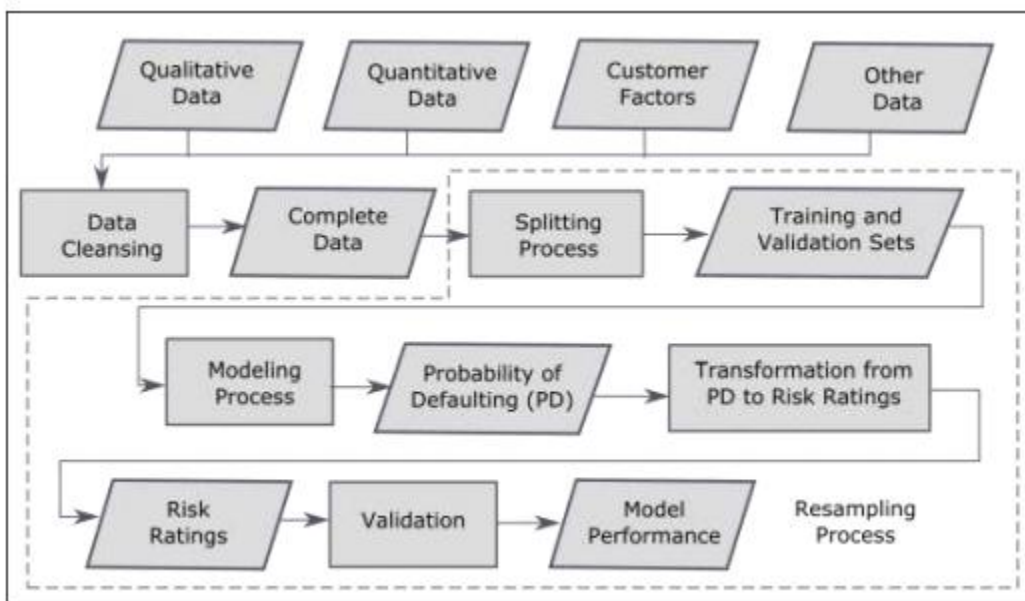 Qualitative
Data
Quantitative
Data
Customer
Factors
Other
Data
Data
Cleansing
Complete
Data
Splitting
Process
Training and
Validation Sets
Modeling
Process
Probability of
Defaulting (PD)
Transformation from
PD to Risk Ratings
Risk
Ratings
Validation
Model
Performance
Resampling
Process